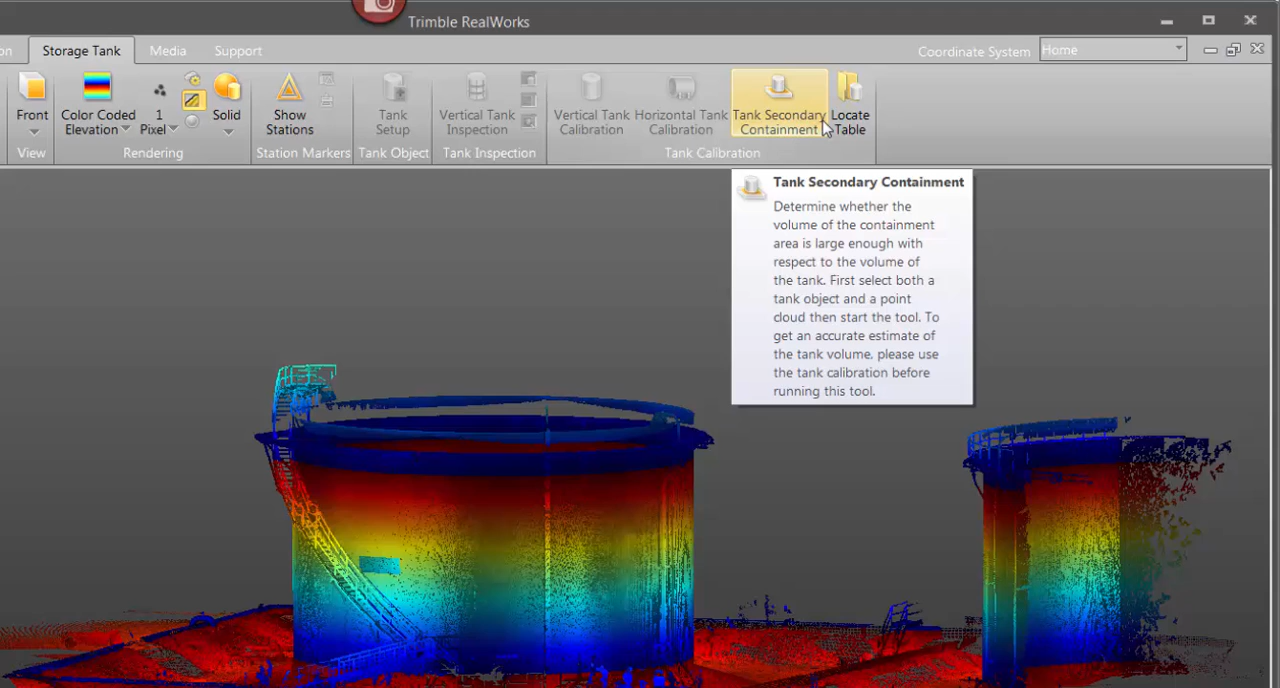 Trimble RealWorks
on
Storage Tank
Media
Support
Coordinate System
Home
Front
Color Coded
Elevation
1
Pixel
Solid
Show
Stations
Tank
Setup
Vertical Tank
Inspection
Vertical Tank
Calibration
Horizontal Tank
Calibration
Tank Secondary
Containment
Locate
Table
View
Rendering
Station Markers
Tank Object
Tank Inspection
Tank Calibration
Tank Secondary Containment
Determine whether the
volume of the containment
area is large enough with
respect to the volume of
the tank. First select both a
tank object and a point
cloud then start the tool. To
get an accurate estimate of
the tank volume, please use
the tank calibration before
running this tool.